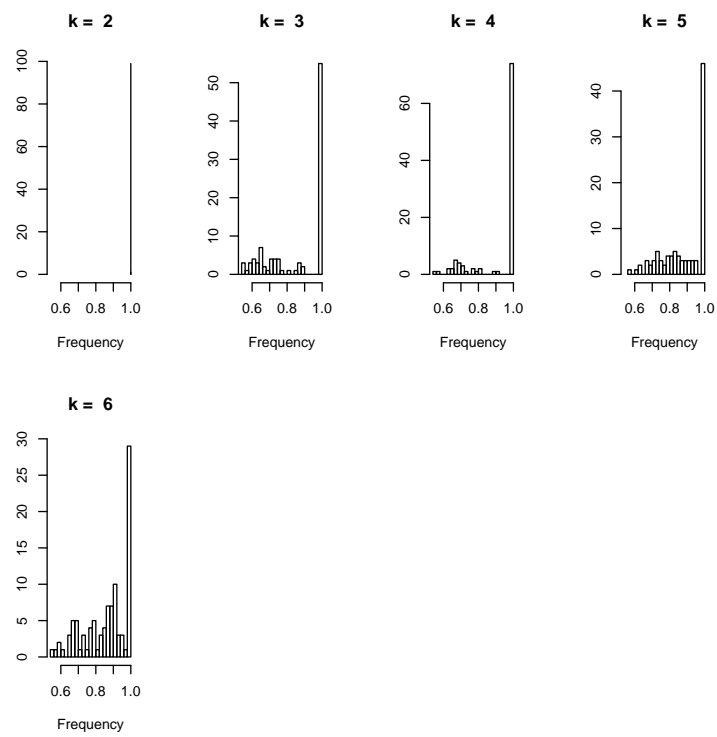 k = 2
k = 3
k = 4
k = 5
0 20 40 60 80 100
0 10 20 30 40 50
0 20 40 60
0 10 20 30 40
0.6 0.8 1.0
0.6 0.8 1.0
0.6 0.8 1.0
0.6 0.8 1.0
Frequency
Frequency
Frequency
Frequency
k = 6
0 5 10 15 20 25 30
0.6 0.8 1.0
Frequency